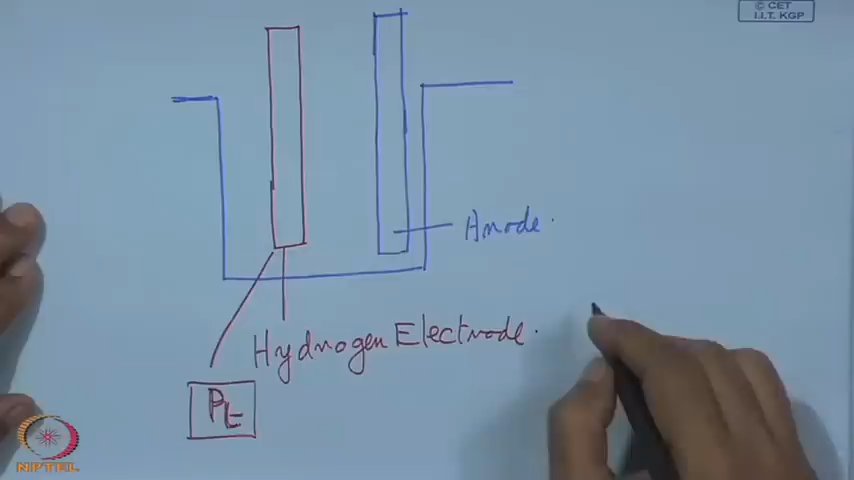 © CET
I.I.T. KGP
Anode.
Hydrogen Electrode.
Pt
NPTEL